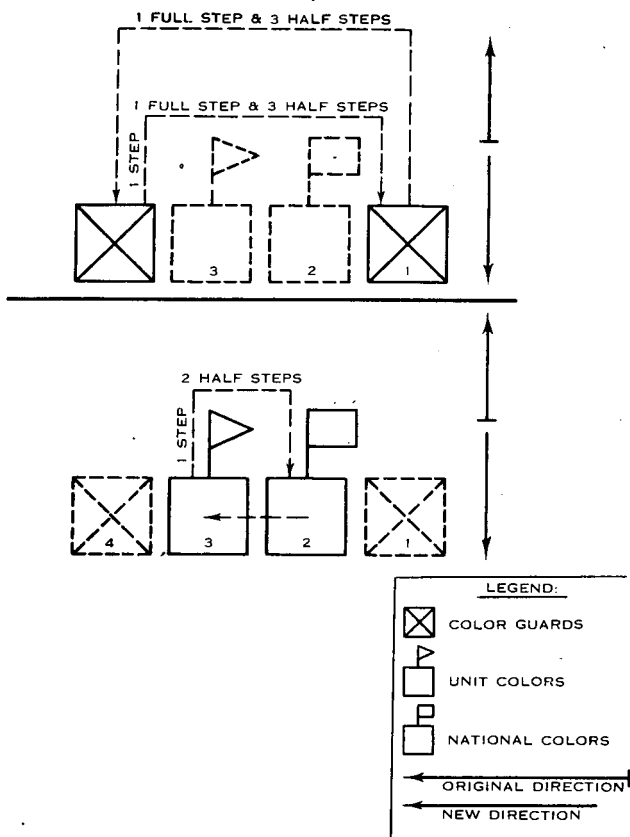 1 FULL STEP & 3 HALF STEPS
1 FULL STEP & 3 HALF STEPS
1 STEP
3 2 1
2 HALF STEPS
1 STEP
4 3 2 1
LEGEND:
COLOR GUARDS
UNIT COLORS
NATIONAL COLORS
ORIGINAL DIRECTION
NEW DIRECTION